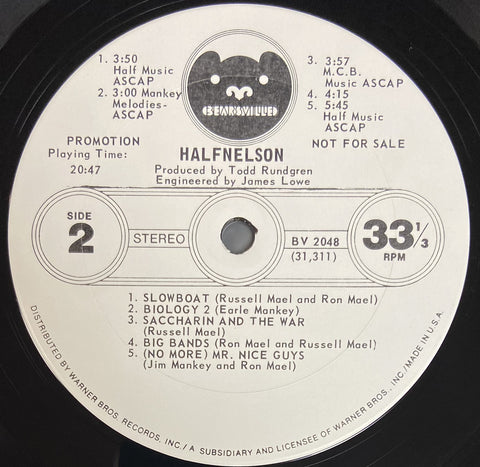 1. 3:50
Half Music
ASCAP
2. 3:00 Mankey
Melodies-
ASCAP
BEARSVILLE
3. 3:57
M.C.B.
Music ASCAP
4. 4:15
5. 5:45
Half Music
ASCAP
PROMOTION
Playing Time:
20:47
NOT FOR SALE
HALFNELSON
Produced by Todd Rundgren
Engineered by James Lowe
SIDE
2
STEREO
BV 2048
(31,311)
33 1/3
RPM
1. SLOWBOAT (Russell Mael and Ron Mael)
2. BIOLOGY 2 (Earle Mankey)
3. SACCHARIN AND THE WAR
(Russell Mael)
4. BIG BANDS (Ron Mael and Russell Mael)
5. (NO MORE) MR. NICE GUYS
(Jim Mankey and Ron Mael)
DISTRIBUTED BY WARNER BROS. RECORDS, INC./A SUBSIDIARY AND LICENSEE OF WARNER BROS., INC./MADE IN U.S.A.